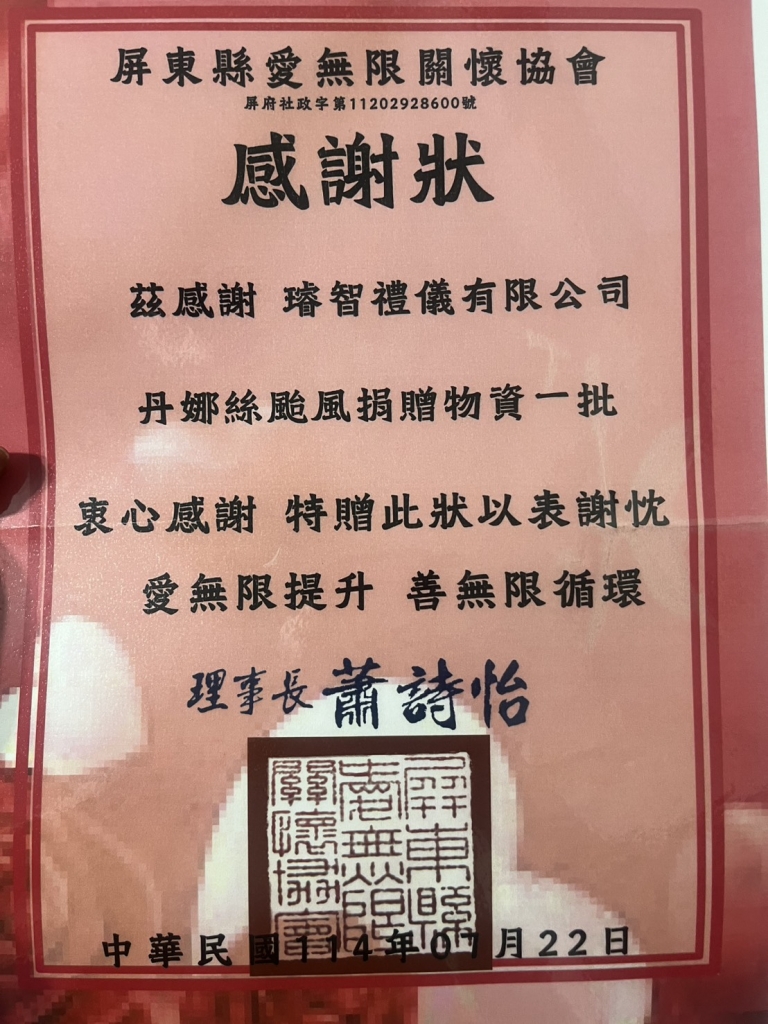 屏東縣愛無限關懷協會
屏府社政字第11202928600號
感謝狀
茲感謝 璿智禮儀有限公司
丹娜絲颱風捐贈物資一批
衷心感謝 特贈此狀以表謝忱
愛無限提升 善無限循環
理事長 蕭詩怡
屏東縣
愛無限
關懷協會
中華民國114年07月22日